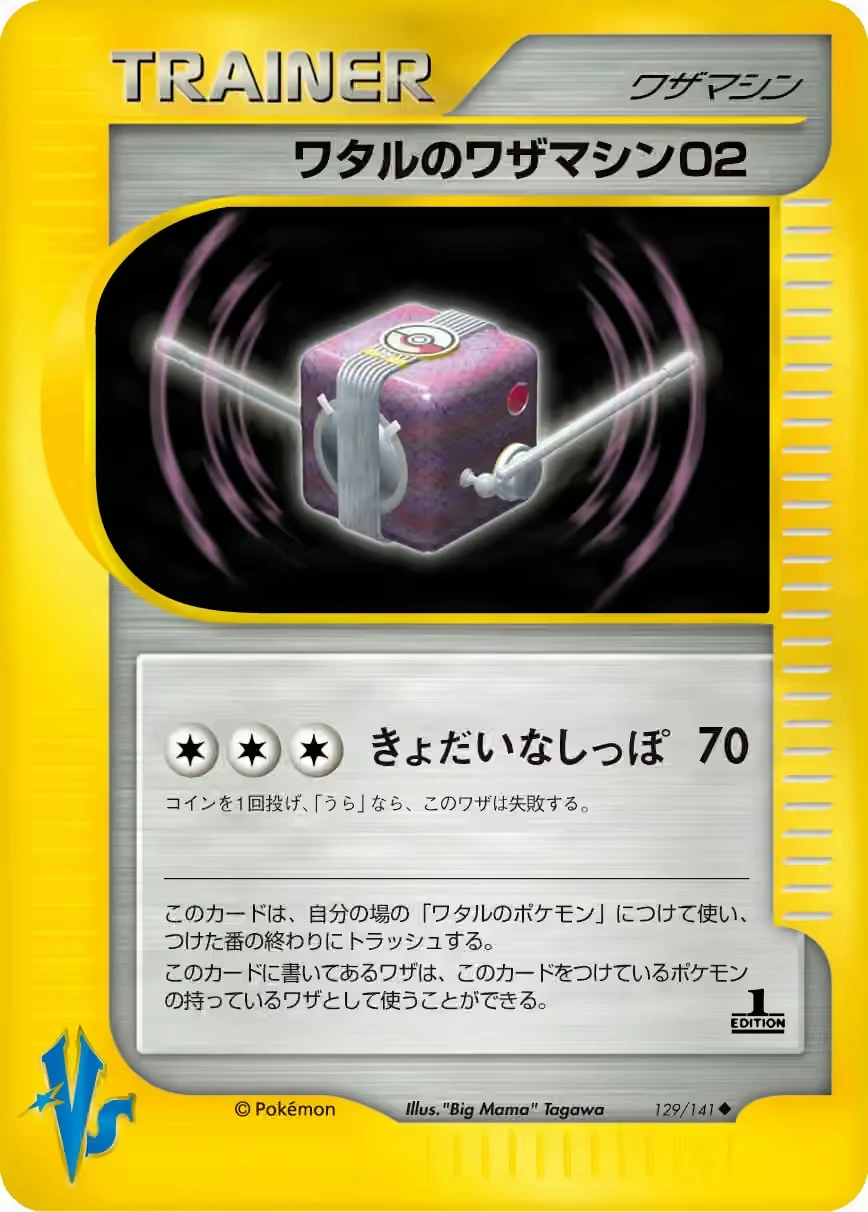 TRAINER
ワザマシン
ワタルのワザマシン02
きょだいなしっぽ 70
コインを1回投げ、「うら」なら、このワザは失敗する。
このカードは、自分の場の「ワタルのポケモン」につけて使い、
つけた番の終わりにトラッシュする。
このカードに書いてあるワザは、このカードをつけているポケモン
の持っているワザとして使うことができる。
1
EDITION
VS
© Pokémon Illus."Big Mama" Tagawa 129/141◆